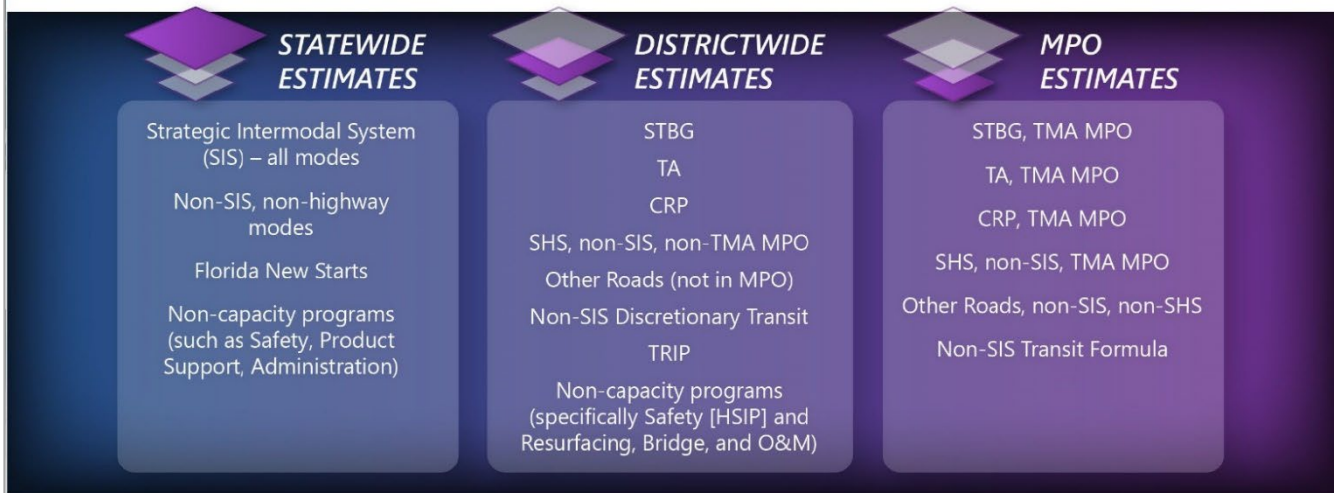 STATEWIDE
ESTIMATES
Strategic Intermodal System
(SIS) – all modes
Non-SIS, non-highway
modes
Florida New Starts
Non-capacity programs
(such as Safety, Product
Support, Administration)
DISTRICTWIDE
ESTIMATES
STBG
TA
CRP
SHS, non-SIS, non-TMA MPO
Other Roads (not in MPO)
Non-SIS Discretionary Transit
TRIP
Non-capacity programs
(specifically Safety [HSIP] and
Resurfacing, Bridge, and O&M)
MPO
ESTIMATES
STBG, TMA MPO
TA, TMA MPO
CRP, TMA MPO
SHS, non-SIS, TMA MPO
Other Roads, non-SIS, non-SHS
Non-SIS Transit Formula